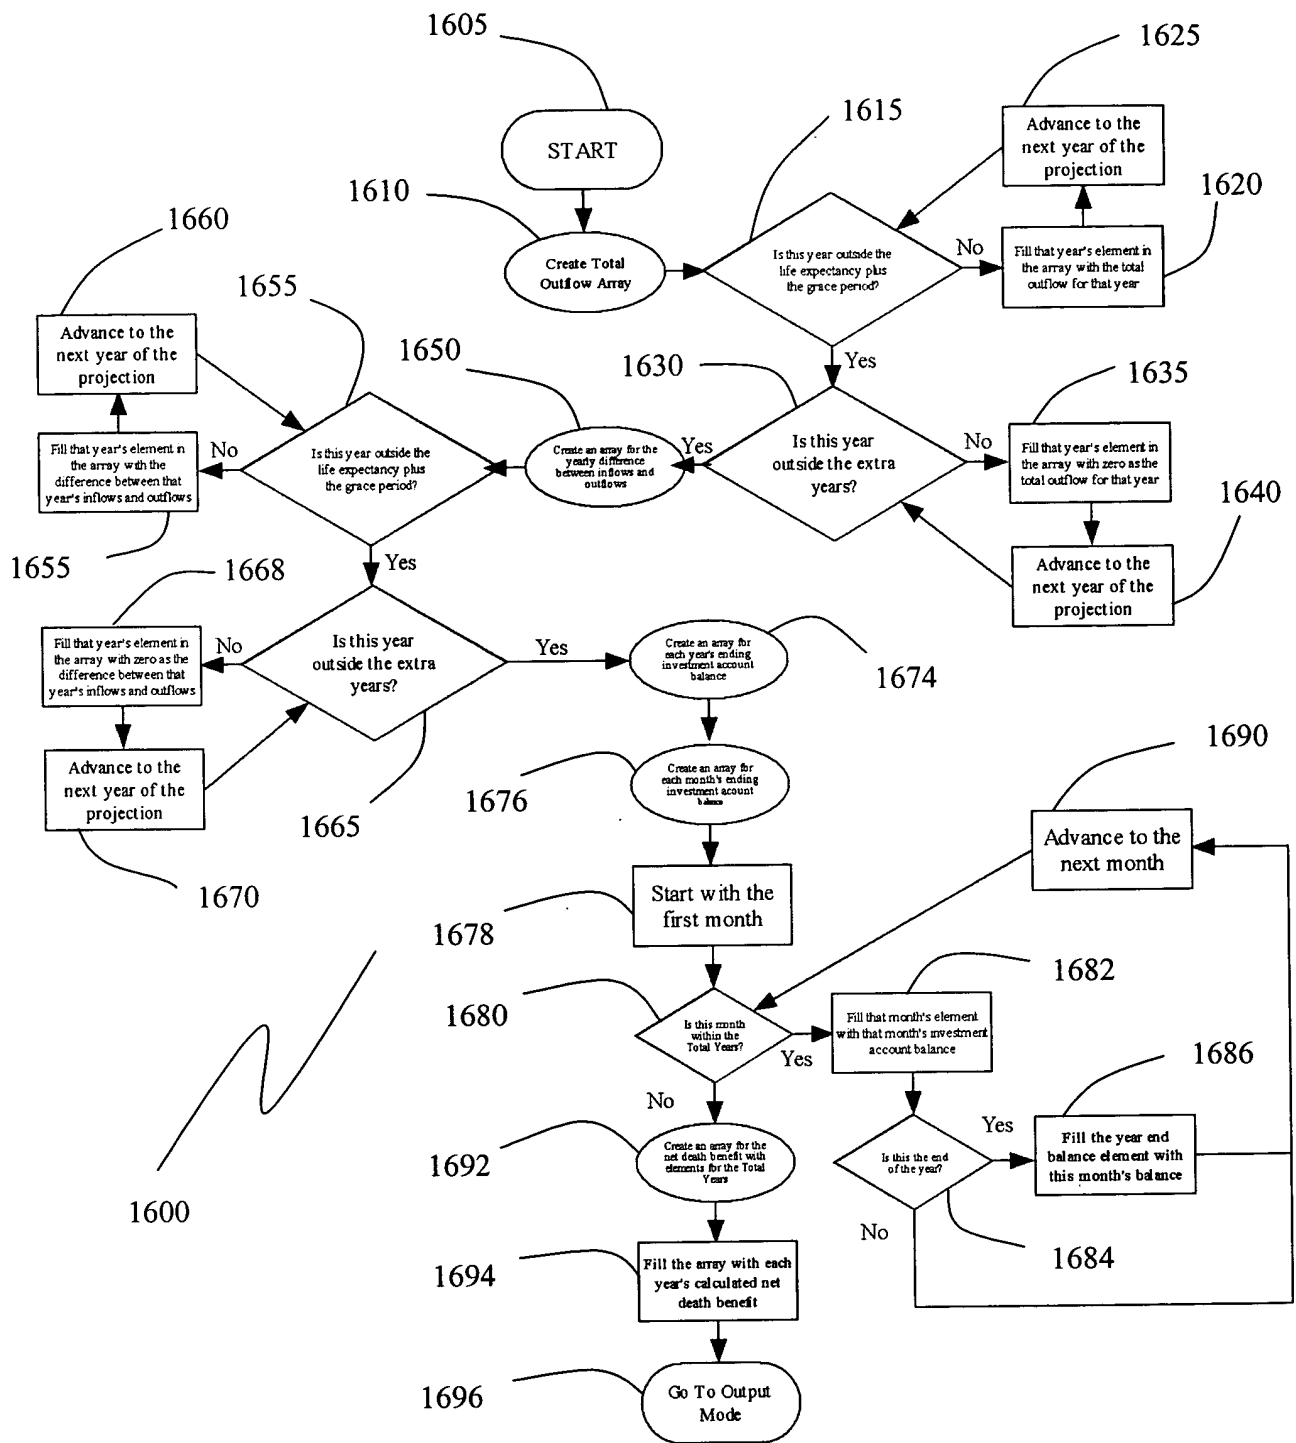 1605
START
1610
Create Total
Outflow Array
1615
Is this year outside the
life expectancy plus
the grace period?
No
Yes
1625
Advance to the
next year of the
projection
1620
Fill that year's element in
the array with the total
outflow for that year
1630
Is this year
outside the extra
years?
No
Yes
1635
Fill that year's element in
the array with zero as the
total outflow for that year
1640
Advance to the
next year of the
projection
1650
Create an array for the
yearly difference
between inflows and
outflows
1655
Is this year outside the
life expectancy plus
the grace period?
No
Yes
1660
Advance to the
next year of the
projection
Fill that year's element in
the array with the
difference between that
year's inflows and outflows
1655
1668
Fill that year's element in
the array with zero as the
difference between that
year's inflows and outflows
No
Is this year
outside the extra
years?
Yes
1665
Advance to the
next year of the
projection
1670
Create an array for
each year's ending
investment account
balance
1674
1676
Create an array for
each month's ending
investment acount
balance
1678
Start with the
first month
1680
Is this month
within the
Total Years?
Yes
No
1690
Advance to the
next month
1682
Fill that month's element
with that month's investment
account balance
1684
Is this the end
of the year?
Yes
No
1686
Fill the year end
balance element with
this month's balance
1692
Create an array for the
net death benefit with
elements for the Total
Years
1694
Fill the array with each
year's calculated net
death benefit
1696
Go To Output
Mode
1600